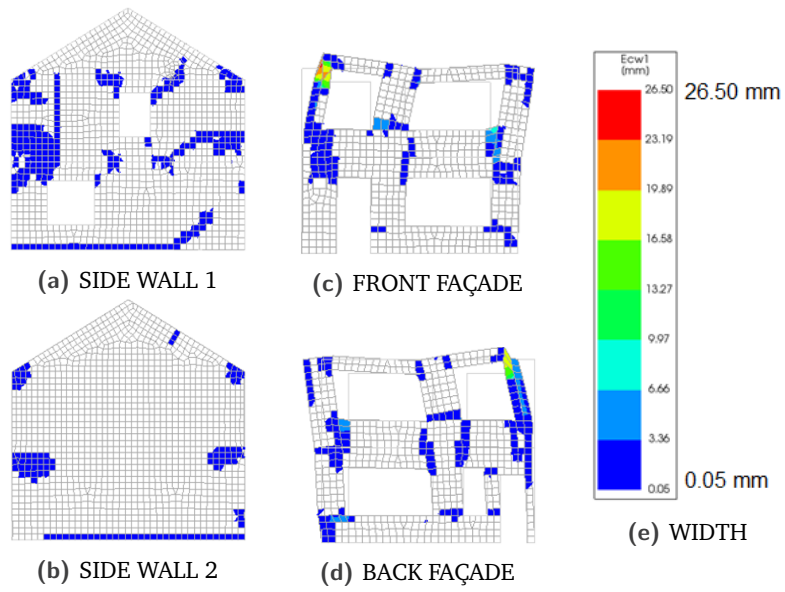 Ecw1
(mm)
26.50
26.50 mm
23.19
19.89
16.58
13.27
9.97
6.66
3.36
0.05
0.05 mm
(a) SIDE WALL 1
(c) FRONT FAÇADE
(b) SIDE WALL 2
(d) BACK FAÇADE
(e) WIDTH